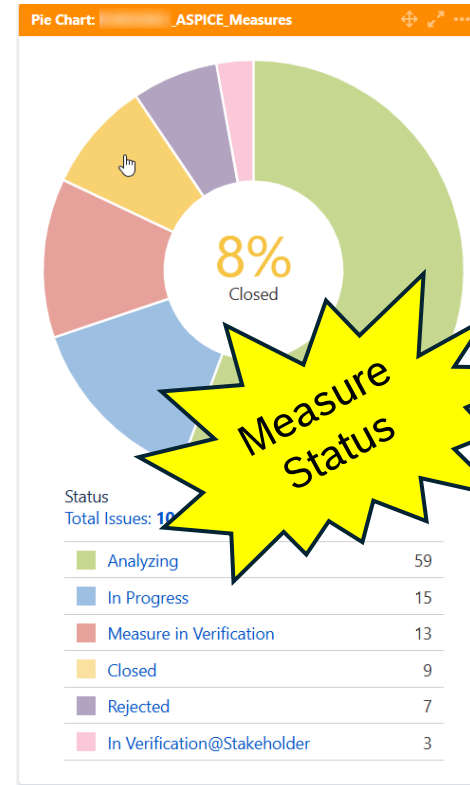 Pie Chart: _ASPICE_Measures
8%
Closed
Measure
Status
Status
Total Issues: 10
Analyzing 59
In Progress 15
Measure in Verification 13
Closed 9
Rejected 7
In Verification@Stakeholder 3